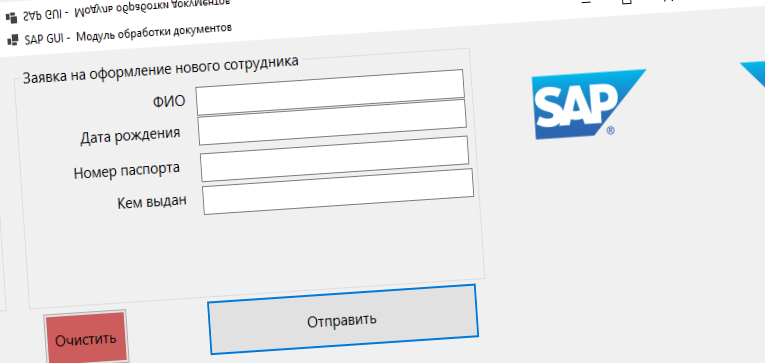 SAP GUI - Модуль обработки документов
SAP GUI - Модуль обработки документов
Заявка на оформление нового сотрудника
ФИО
Дата рождения
Номер паспорта
Кем выдан
SAP
®
Очистить
Отправить